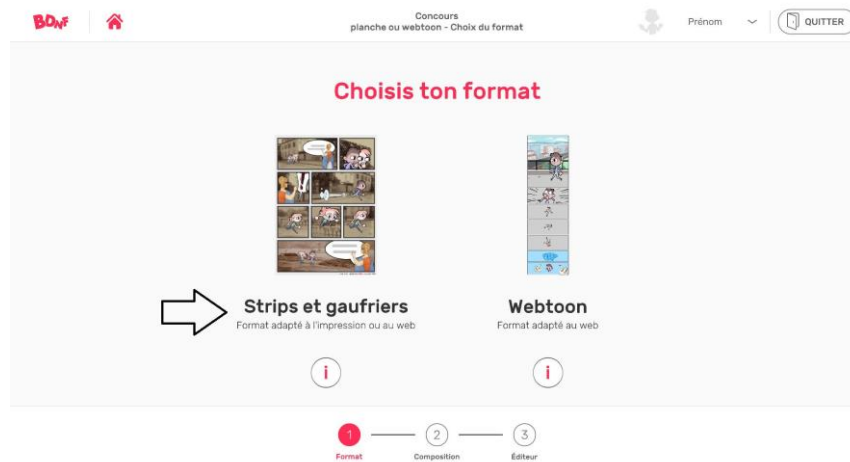 BDnF
Concours
planche ou webtoon - Choix du format
Prénom
QUITTER
Choisis ton format
Strips et gaufriers
Format adapté à l'impression ou au web
i
Webtoon
Format adapté au web
i
1
2
3
Format
Composition
Éditeur